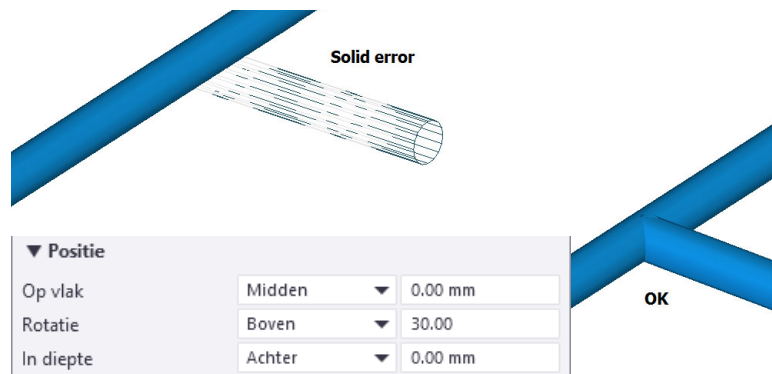 Solid error
▼ Positie
Op vlak Midden 0.00 mm
Rotatie Boven 30.00
In diepte Achter 0.00 mm
OK